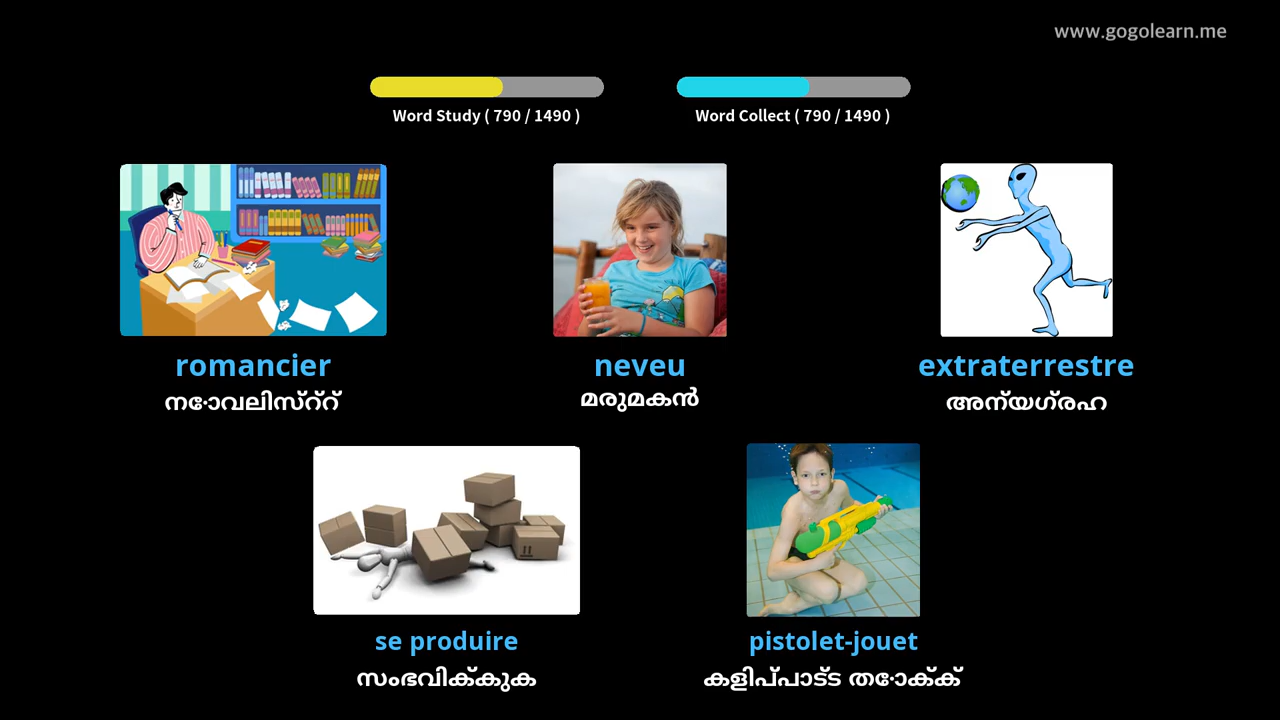 www.gogolearn.me
Word Study ( 790 / 1490 )
Word Collect ( 790 / 1490 )
romancier
നോവലിസ്റ്റ്
neveu
മരുമകൻ
extraterrestre
അന്യഗ്രഹ
se produire
സംഭവിക്കുക
pistolet-jouet
കളിപ്പാട്ട തോക്ക്